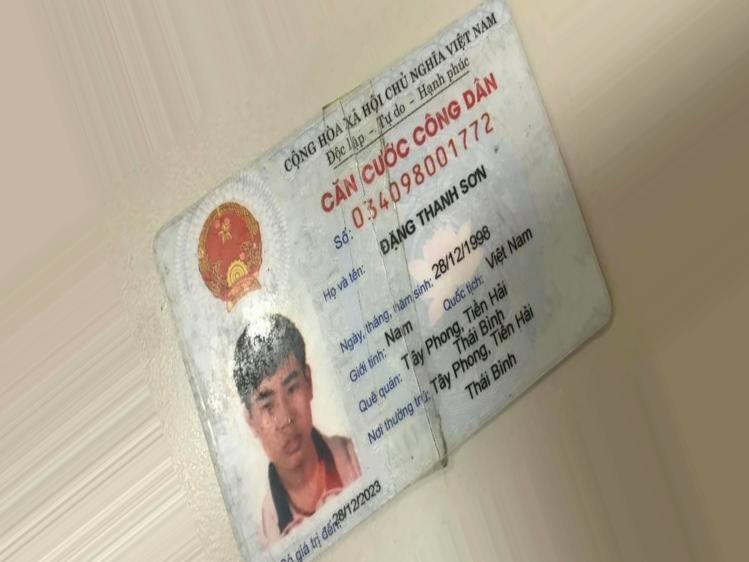 CỘNG HÒA XÃ HỘI CHỦ NGHĨA VIỆT NAM
Độc lập - Tự do - Hạnh phúc
CĂN CƯỚC CÔNG DÂN
Số: 034098001772
Họ và tên: ĐẶNG THANH SƠN
Ngày, tháng, năm sinh: 28/12/1998
Giới tính: Nam Quốc tịch: Việt Nam
Quê quán: Tây Phong, Tiền Hải
Thái Bình
Nơi thường trú: Tây Phong, Tiền Hải
Thái Bình
Có giá trị đến: 28/12/2023